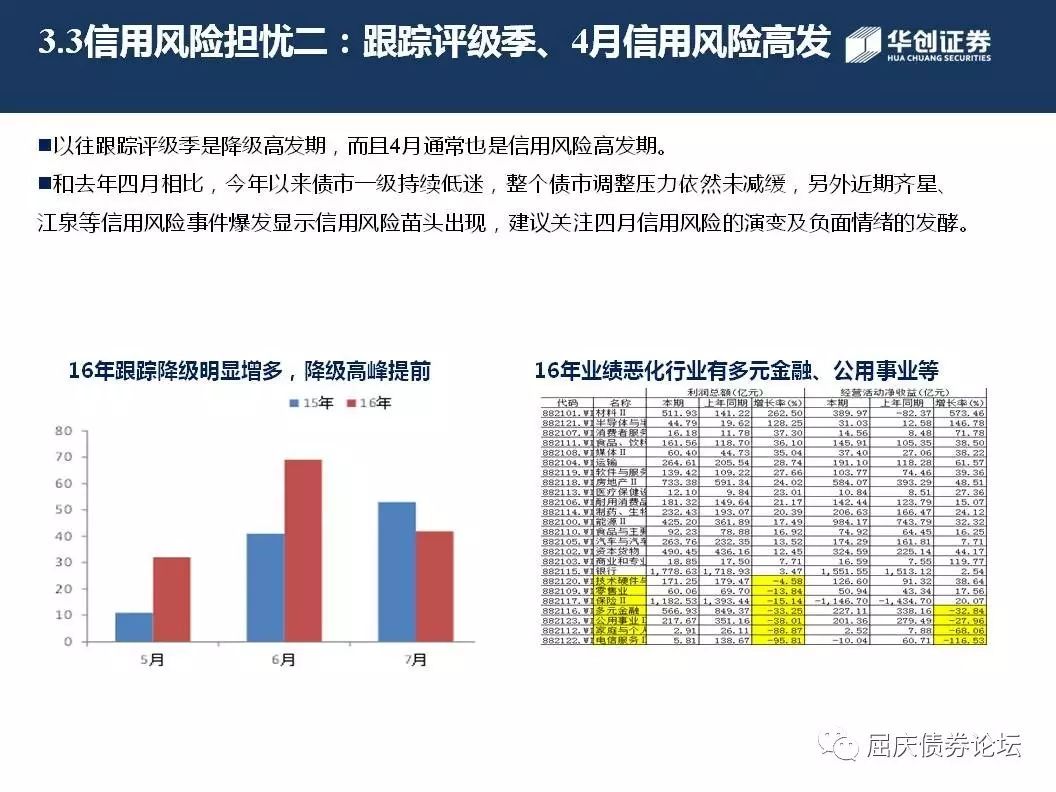 3.3信用风险担忧二：跟踪评级季、4月信用风险高发
华创证券
HUA CHUANG SECURITIES
■以往跟踪评级季是降级高发期，而且4月通常也是信用风险高发期。
■和去年四月相比，今年以来债市一级持续低迷，整个债市调整压力依然未减缓，另外近期齐星、
江泉等信用风险事件爆发显示信用风险苗头出现，建议关注四月信用风险的演变及负面情绪的发酵。
16年跟踪降级明显增多，降级高峰提前
15年 16年
80
70
60
50
40
30
20
10
0
5月 6月 7月
16年业绩恶化行业有多元金融、公用事业等
利润总额(亿元) 经营活动净收益(亿元)
代码 名称 本期 上年同期 增长率(%) 本期 上年同期 增长率(%)
882101.WI 材料Ⅱ 511.93 141.22 262.50 389.97 -82.37 573.46
882121.WI 半导体与半 44.79 19.62 128.25 31.03 12.58 146.78
882107.WI 消费者服务 16.18 11.78 37.30 14.56 8.48 71.78
882111.WI 食品、饮料 161.56 118.70 36.10 145.91 105.35 38.50
882108.WI 媒体Ⅱ 60.40 44.73 35.04 37.40 27.06 38.22
882104.WI 运输 264.61 205.54 28.74 191.10 118.28 61.57
882119.WI 软件与服务 139.42 109.22 27.66 103.77 74.46 39.36
882118.WI 房地产Ⅱ 733.38 591.34 24.02 584.07 393.29 48.51
882113.WI 医疗保健设 12.10 9.84 23.01 10.84 8.51 27.36
882106.WI 耐用消费品 181.32 149.64 21.17 142.44 123.79 15.07
882114.WI 制药、生物 232.43 193.07 20.39 206.63 166.47 24.12
882100.WI 能源Ⅱ 425.20 361.89 17.49 984.17 743.79 32.32
882110.WI 食品与主要 92.23 78.88 16.92 74.92 64.45 16.25
882105.WI 汽车与汽车 263.76 232.35 13.52 174.29 161.81 7.71
882102.WI 资本货物 490.45 436.16 12.45 324.59 225.14 44.17
882103.WI 商业和专业 18.85 17.50 7.71 16.59 7.55 119.77
882115.WI 银行 1,778.63 1,718.93 3.47 1,551.55 1,513.12 2.54
882120.WI 技术硬件与 171.25 179.47 -4.58 126.60 91.32 38.64
882109.WI 零售业 60.06 69.70 -13.84 50.94 43.34 17.56
882117.WI 保险Ⅱ 1,182.53 1,393.44 -15.14 -1,146.70 -1,434.70 20.07
882116.WI 多元金融 566.93 849.37 -33.25 227.11 338.16 -32.84
882123.WI 公用事业Ⅰ 217.67 351.16 -38.01 201.36 279.49 -27.96
882112.WI 家庭与个人 2.91 26.11 -88.87 2.52 7.88 -68.06
882122.WI 电信服务Ⅰ 5.81 138.67 -95.81 -10.04 60.71 -116.53
屈庆债券论坛